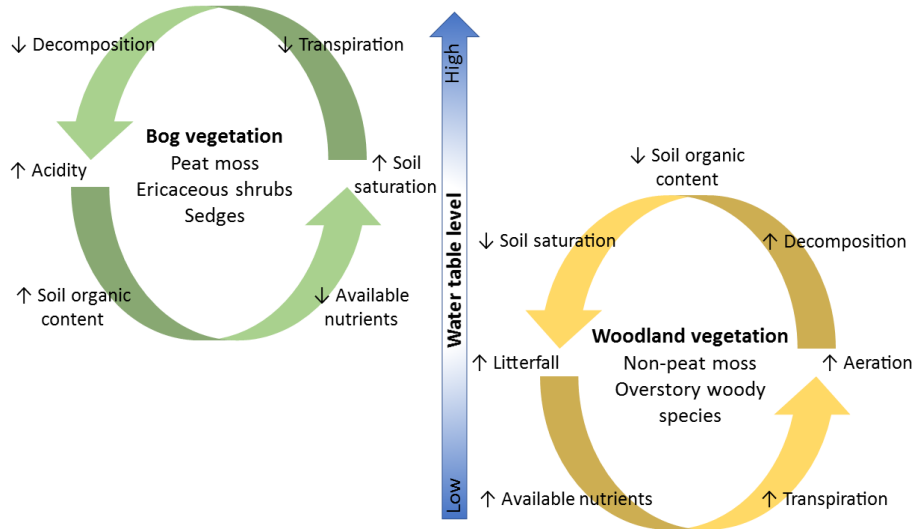 ↓ Decomposition
↓ Transpiration
Bog vegetation
Peat moss
Ericaceous shrubs
Sedges
↑ Acidity
↑ Soil
saturation
↑ Soil organic
content
↓ Available
nutrients
High
Water table level
Low
↓ Soil organic
content
↓ Soil saturation
↑ Decomposition
Woodland vegetation
Non-peat moss
Overstory woody
species
↑ Litterfall
↑ Aeration
↑ Available nutrients
↑ Transpiration